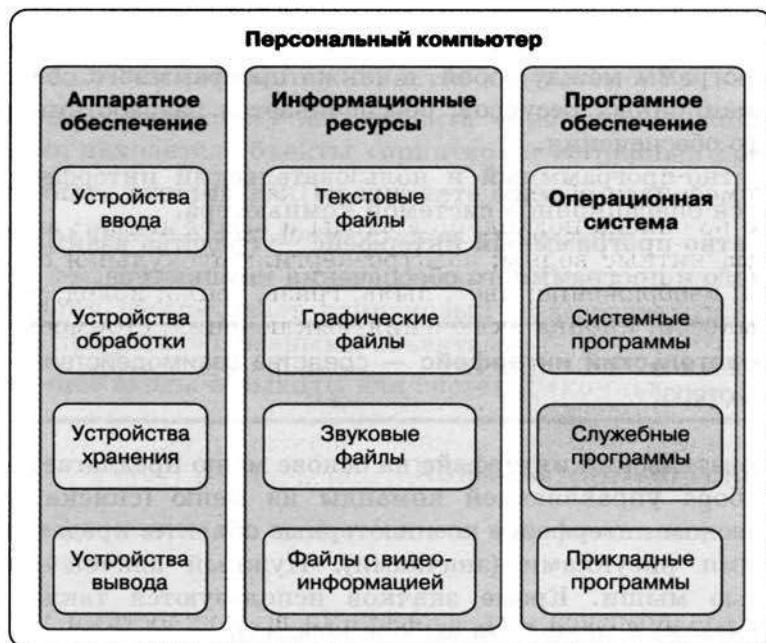 Персональный компьютер
Аппаратное
обеспечение
Устройства
ввода
Устройства
обработки
Устройства
хранения
Устройства
вывода
Информационные
ресурсы
Текстовые
файлы
Графические
файлы
Звуковые
файлы
Файлы с видео-
информацией
Програмное
обеспечение
Операционная
система
Системные
программы
Служебные
программы
Прикладные
программы